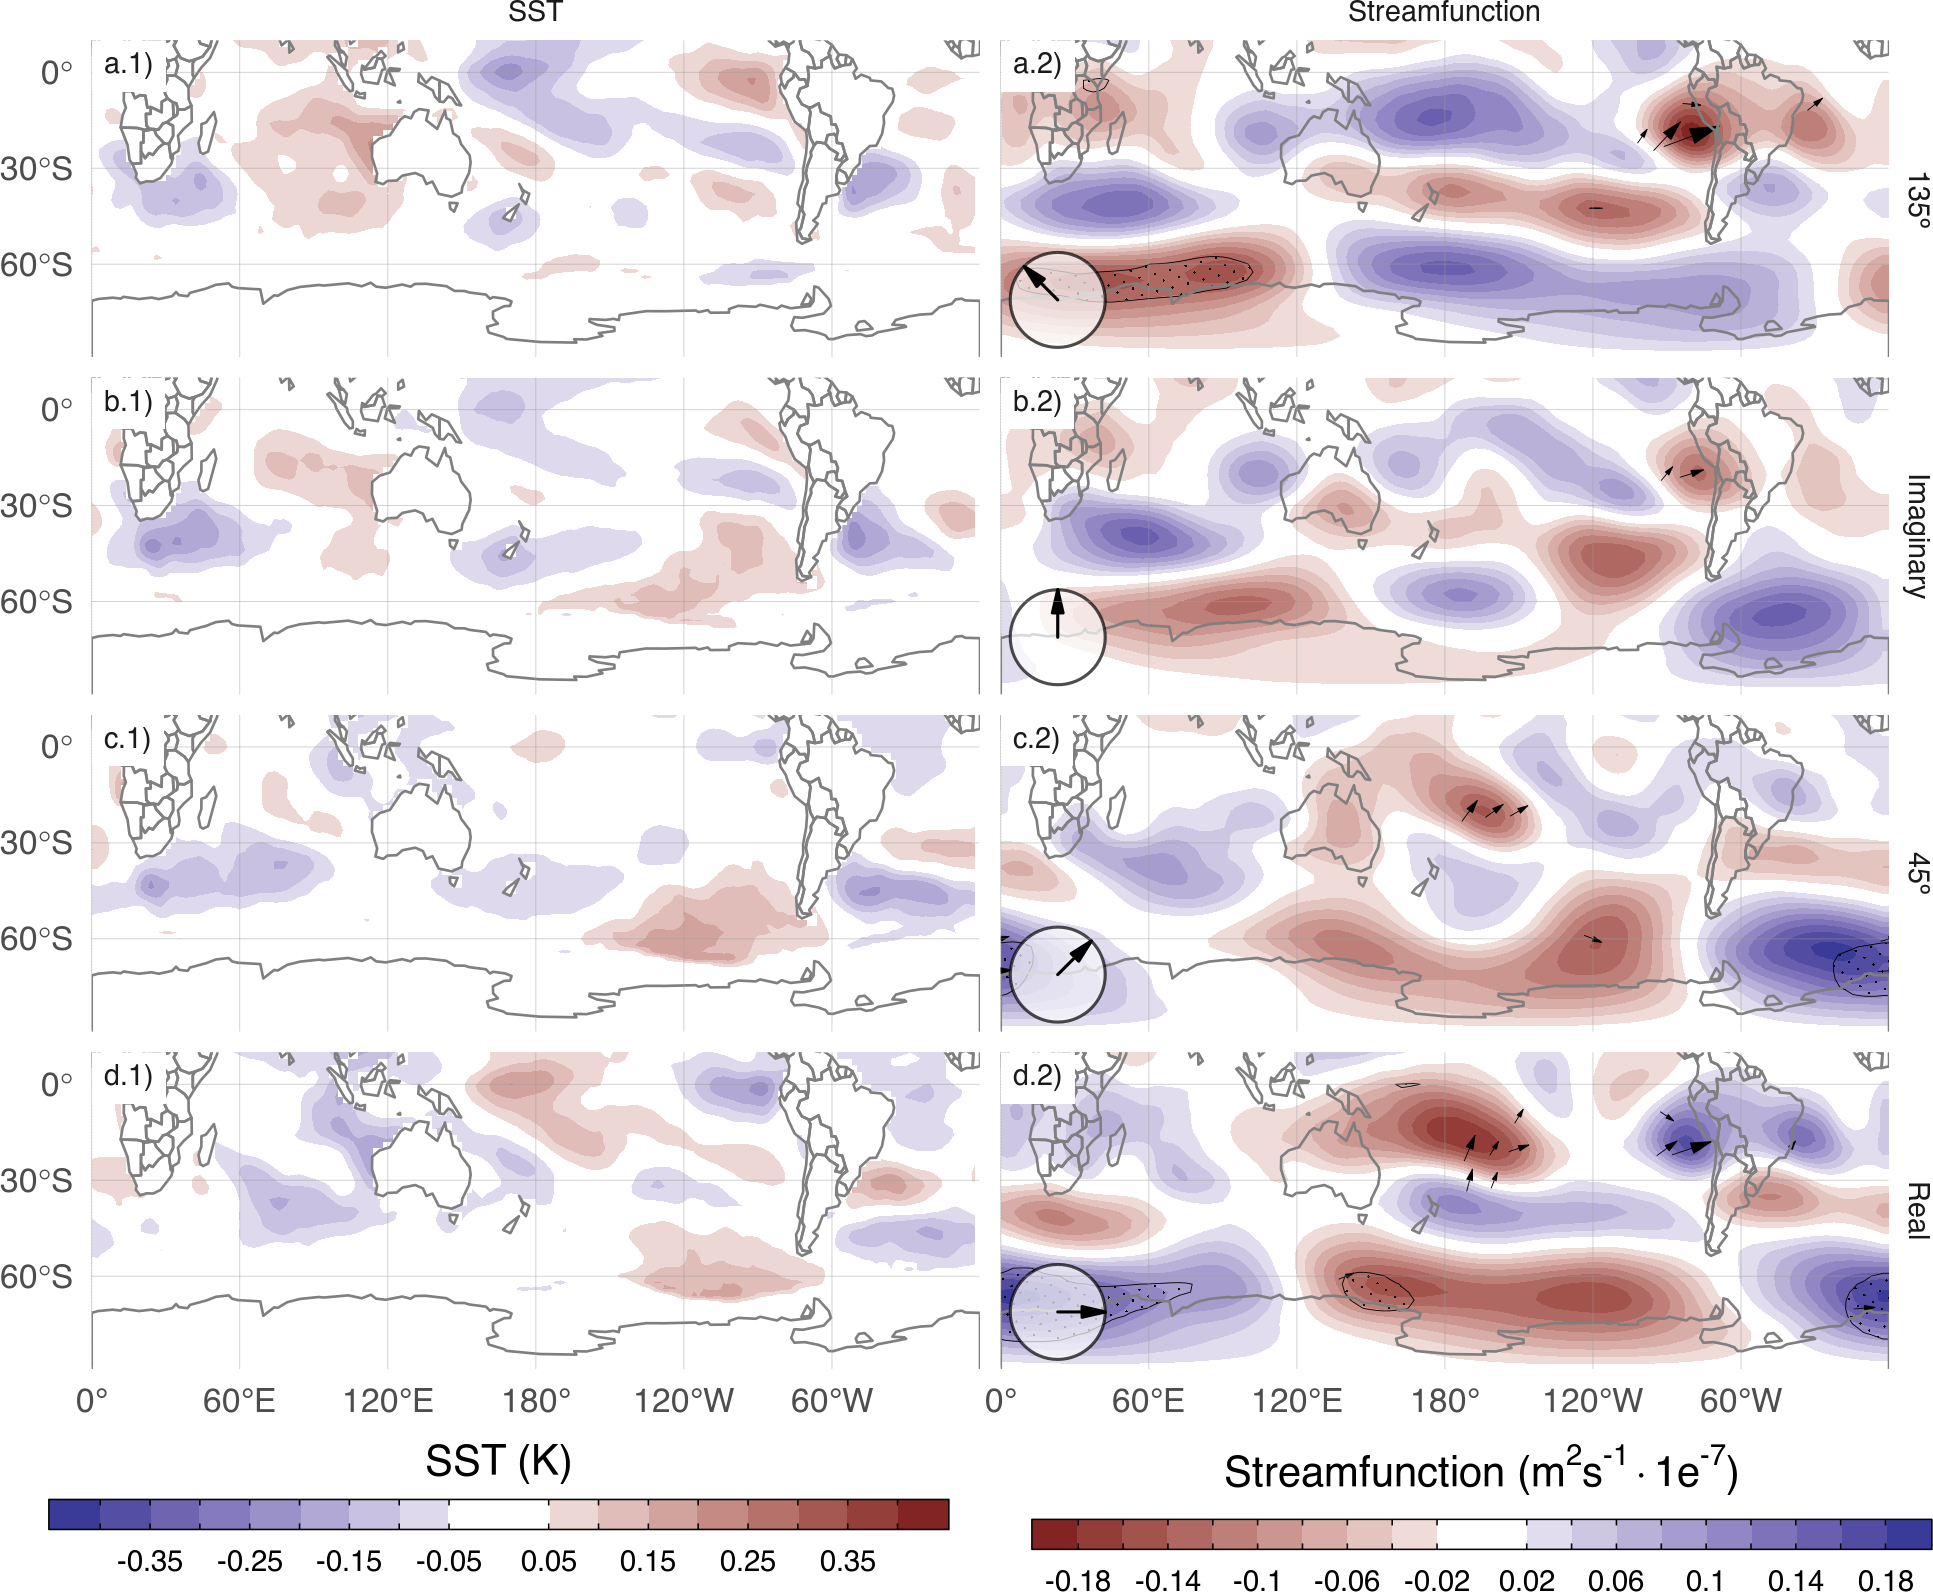 SST
Streamfunction
a.1)
a.2)
0°
30°S
60°S
135°
b.1)
b.2)
0°
30°S
60°S
Imaginary
c.1)
c.2)
0°
30°S
60°S
45°
d.1)
d.2)
0°
30°S
60°S
Real
0° 60°E 120°E 180° 120°W 60°W
0° 60°E 120°E 180° 120°W 60°W
SST (K)
-0.35 -0.25 -0.15 -0.05 0.05 0.15 0.25 0.35
Streamfunction (m²s⁻¹ · 1e⁻⁷)
-0.18 -0.14 -0.1 -0.06 -0.02 0.02 0.06 0.1 0.14 0.18